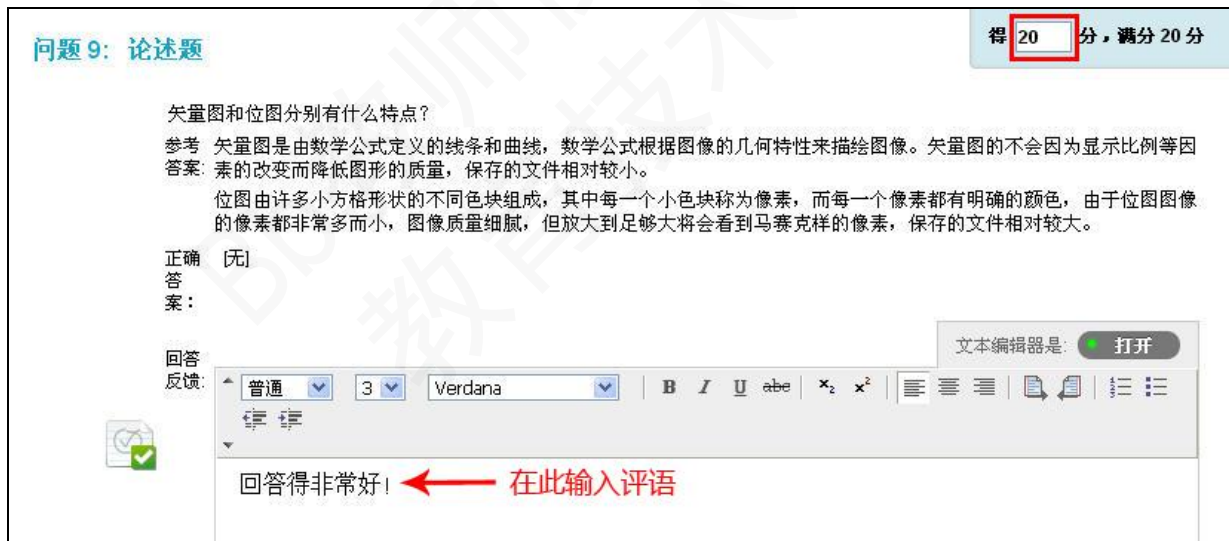 问题 9：论述题
得 20 分，满分 20 分
矢量图和位图分别有什么特点？
参考答案: 矢量图是由数学公式定义的线条和曲线，数学公式根据图像的几何特性来描绘图像。矢量图的不会因为显示比例等因
素的改变而降低图形的质量，保存的文件相对较小。
位图由许多小方格形状的不同色块组成，其中每一个小色块称为像素，而每一个像素都有明确的颜色，由于位图图像
的像素都非常多而小，图像质量细腻，但放大到足够大将会看到马赛克样的像素，保存的文件相对较大。
正确答案： [无]
文本编辑器是: 打开
回答反馈:
普通 3 Verdana B I U abc ×₂ ×²
回答得非常好! 在此输入评语